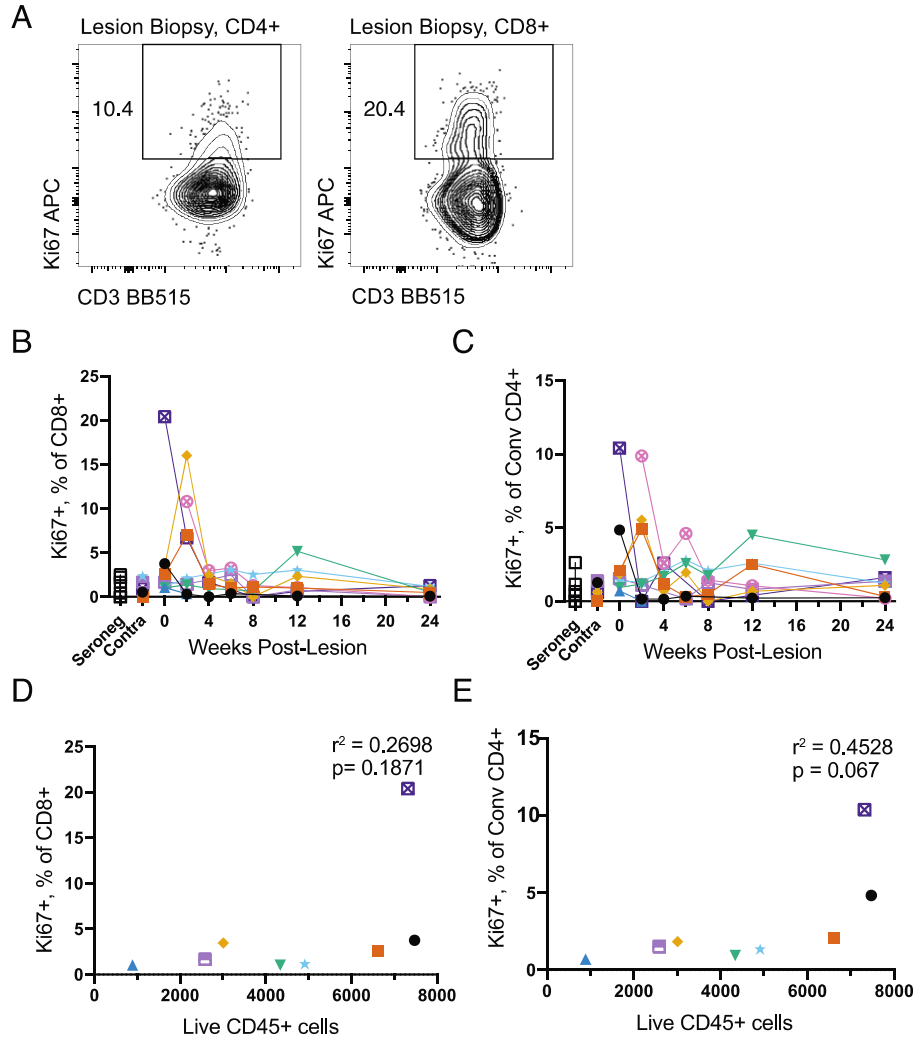 A
Lesion Biopsy, CD4+
Lesion Biopsy, CD8+
10.4
20.4
Ki67 APC
Ki67 APC
CD3 BB515
CD3 BB515
B
C
Ki67+, % of CD8+
25
20
15
10
5
0
Seroneg
Contra
0 4 8 12 16 20 24
Weeks Post-Lesion
Ki67+, % of Conv CD4+
15
10
5
0
Seroneg
Contra
0 4 8 12 16 20 24
Weeks Post-Lesion
D
E
r² = 0.2698
p= 0.1871
Ki67+, % of CD8+
25
20
15
10
5
0
0 2000 4000 6000 8000
Live CD45+ cells
r² = 0.4528
p = 0.067
Ki67+, % of Conv CD4+
15
10
5
0
0 2000 4000 6000 8000
Live CD45+ cells